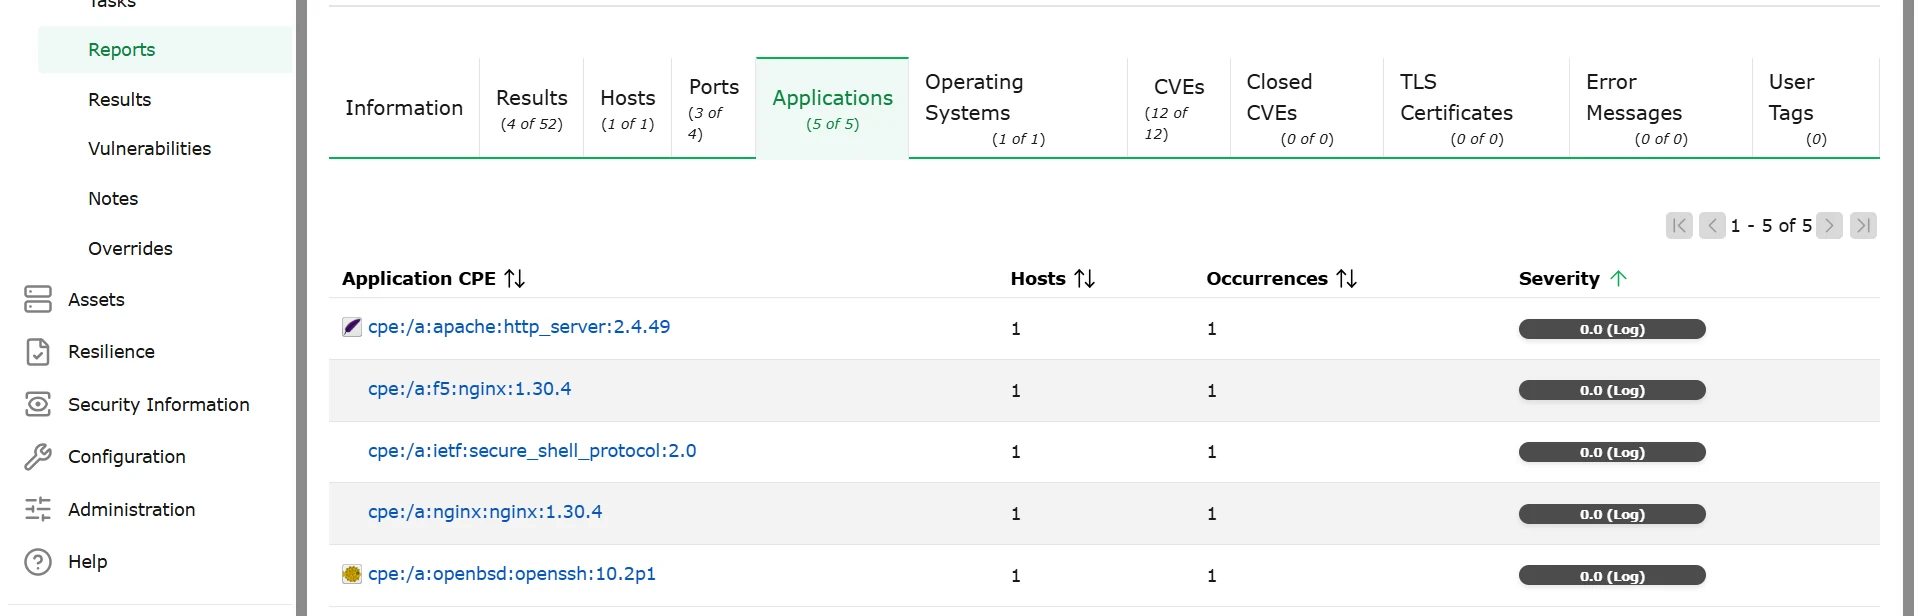 Tasks
Reports
Results
Vulnerabilities
Notes
Overrides
Assets
Resilience
Security Information
Configuration
Administration
Help
Information
Results
(4 of 52)
Hosts
(1 of 1)
Ports
(3 of
4)
Applications
(5 of 5)
Operating
Systems
(1 of 1)
CVEs
(12 of
12)
Closed
CVEs
(0 of 0)
TLS
Certificates
(0 of 0)
Error
Messages
(0 of 0)
User
Tags
(0)
1 - 5 of 5
Application CPE Hosts Occurrences Severity
cpe:/a:apache:http_server:2.4.49 1 1 0.0 (Log)
cpe:/a:f5:nginx:1.30.4 1 1 0.0 (Log)
cpe:/a:ietf:secure_shell_protocol:2.0 1 1 0.0 (Log)
cpe:/a:nginx:nginx:1.30.4 1 1 0.0 (Log)
cpe:/a:openbsd:openssh:10.2p1 1 1 0.0 (Log)